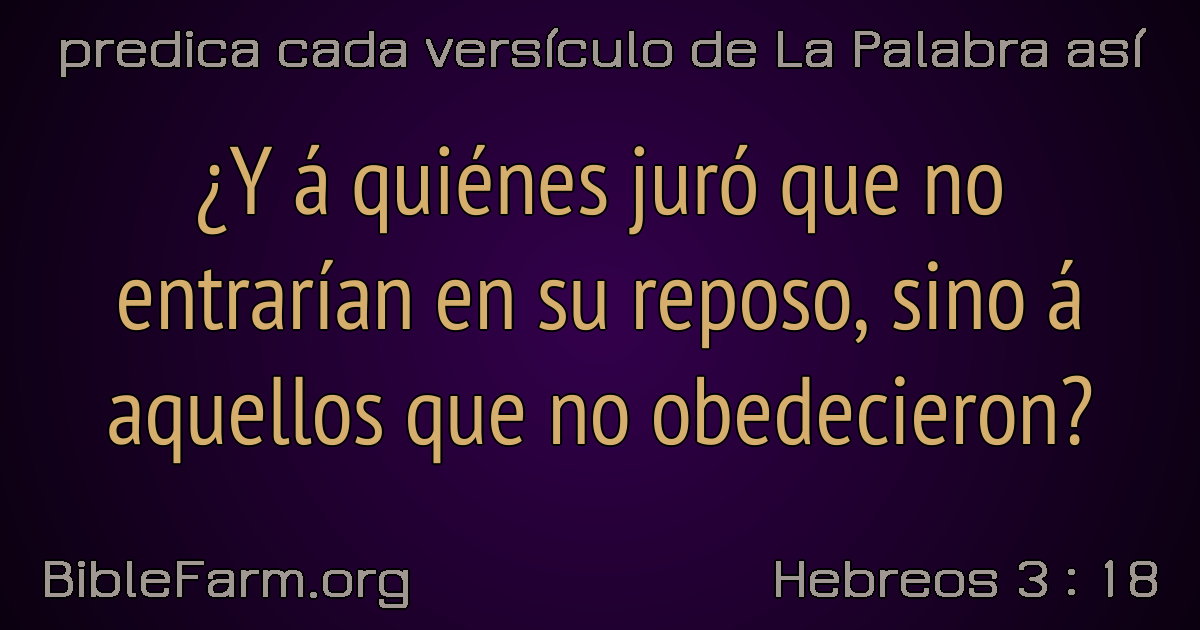 predica cada versículo de La Palabra así
¿Y á quiénes juró que no
entrarían en su reposo, sino á
aquellos que no obedecieron?
BibleFarm.org
Hebreos 3 : 18